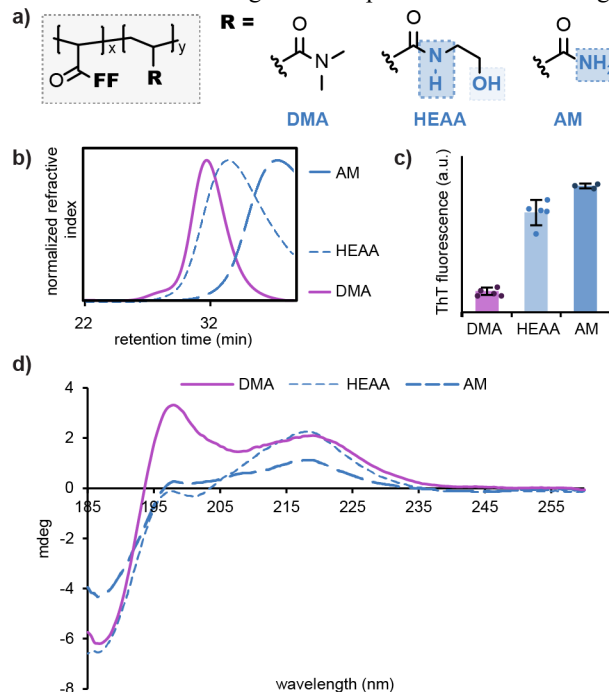 a)
R =
x
y
O
FF
R
O
N
DMA
O
N
H
OH
HEAA
O
NH
AM
b)
normalized refractive
index
22
32
retention time (min)
AM
HEAA
DMA
c)
ThT fluorescence (a.u.)
DMA
HEAA
AM
d)
DMA
HEAA
AM
4
2
0
-2
-4
-6
-8
mdeg
185
195
205
215
225
235
245
255
wavelength (nm)